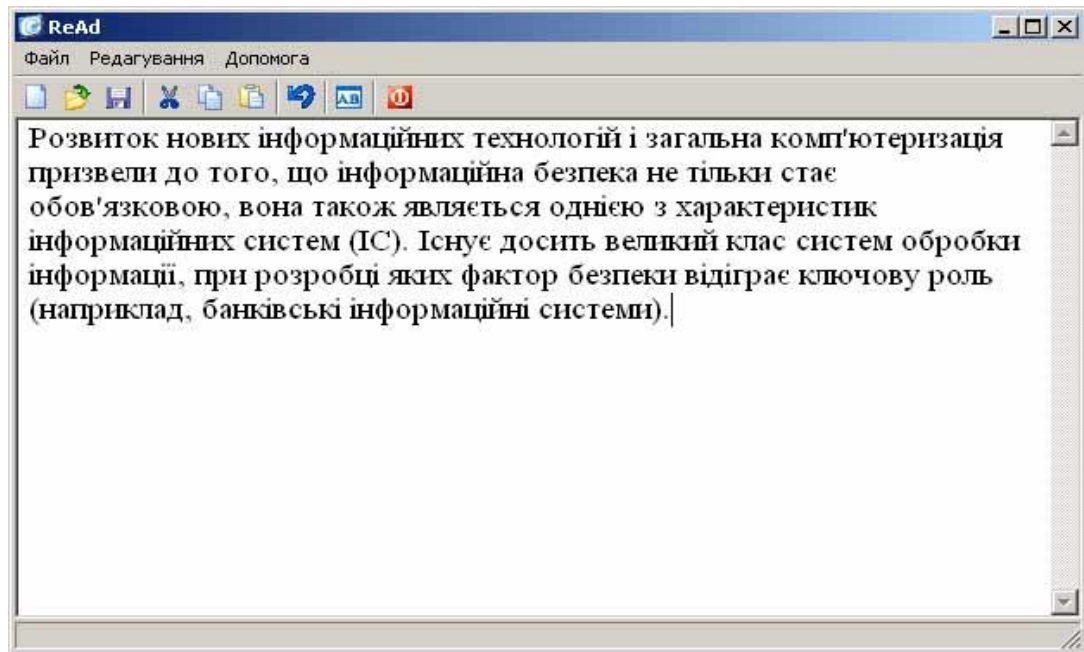 ReAd
Файл Редагування Допомога
AB
Розвиток нових інформаційних технологій і загальна комп'ютеризація
призвели до того, що інформаційна безпека не тільки стає
обов'язковою, вона також являється однією з характеристик
інформаційних систем (ІС). Існує досить великий клас систем обробки
інформації, при розробці яких фактор безпеки відіграє ключову роль
(наприклад, банківські інформаційні системи).